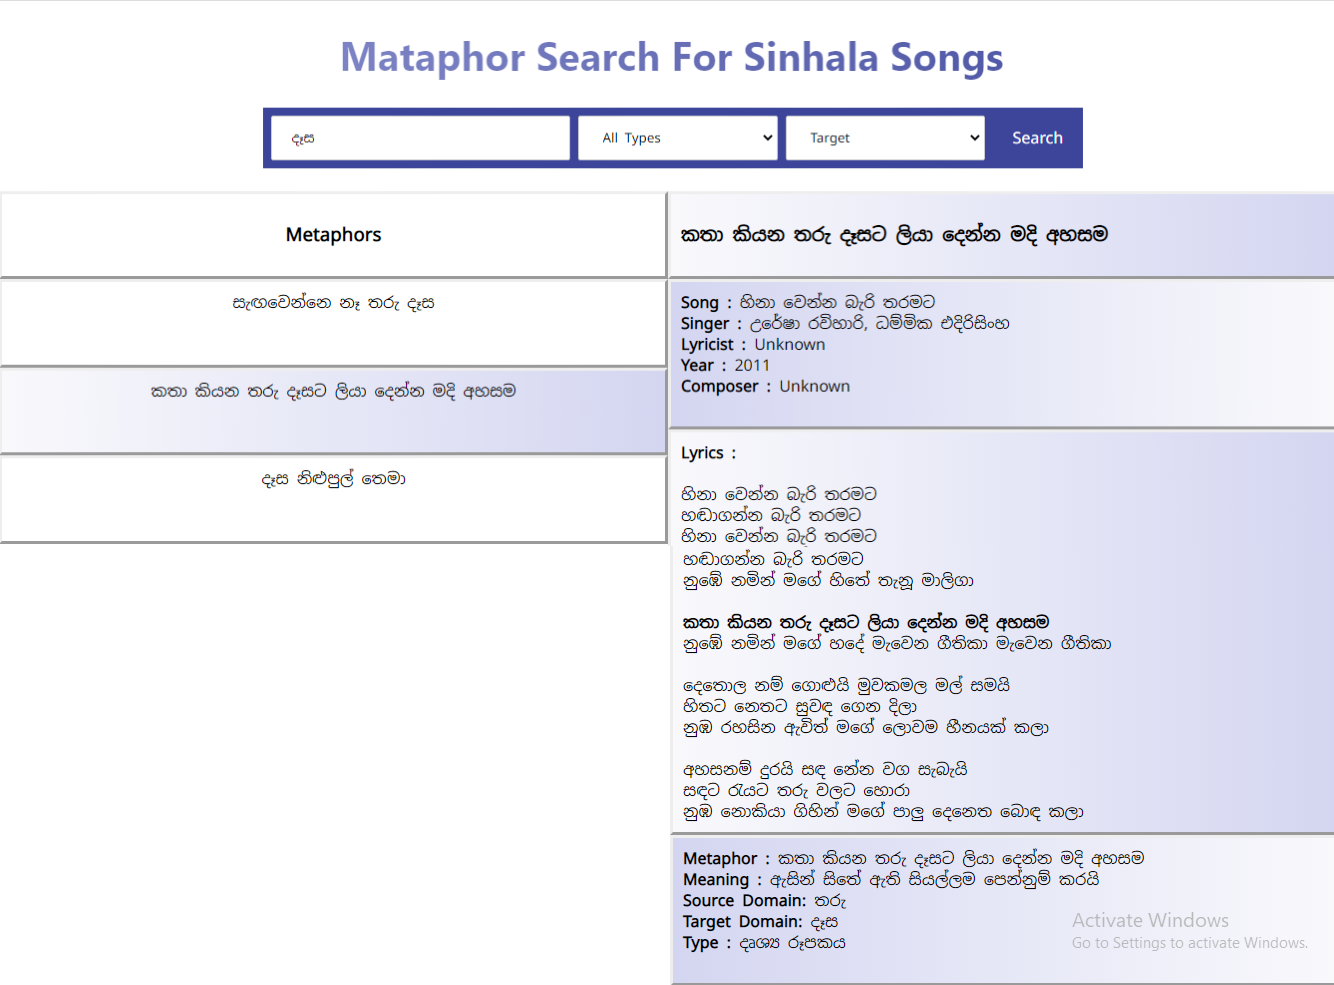 Mataphor Search For Sinhala Songs
දෑස All Types Target Search
Metaphors
සැඟවෙන්නෙ නෑ තරු දෑස
කතා කියන තරු දෑසට ලියා දෙන්න මදි අහසම
දෑස නිළුපුල් තෙමා
කතා කියන තරු දෑසට ලියා දෙන්න මදි අහසම
Song : හිනා වෙන්න බැරි තරමට
Singer : උරේෂා රවිහාරි, ධම්මික එදිරිසිංහ
Lyricist : Unknown
Year : 2011
Composer : Unknown
Lyrics :
හිනා වෙන්න බැරි තරමට
හඬාගන්න බැරි තරමට
හිනා වෙන්න බැරි තරමට
හඬාගන්න බැරි තරමට
නුඹේ නමින් මගේ හිතේ තැනූ මාලිගා
කතා කියන තරු දෑසට ලියා දෙන්න මදි අහසම
නුඹේ නමින් මගේ හදේ මැවෙන ගීතිකා මැවෙන ගීතිකා
දෙතොල නම් ගොළුයි මුවකමල මල් සමයි
හිතට නෙතට සුවඳ ගෙන දිලා
නුඹ රහසින ඇවිත් මගේ ලොවම හීනයක් කලා
අහසනම් දුරයි සඳ නේන වග සැබැයි
සඳට රැයට තරු වලට හොරා
නුඹ නොකියා ගිහින් මගේ පාලු දෙනෙත බොඳ කලා
Metaphor : කතා කියන තරු දෑසට ලියා දෙන්න මදි අහසම
Meaning : ඇසින් සිතේ ඇති සියල්ලම පෙන්නුම් කරයි
Source Domain: තරු
Target Domain: දෑස
Type : දෘශ්‍ය රූපකය
Activate Windows
Go to Settings to activate Windows.